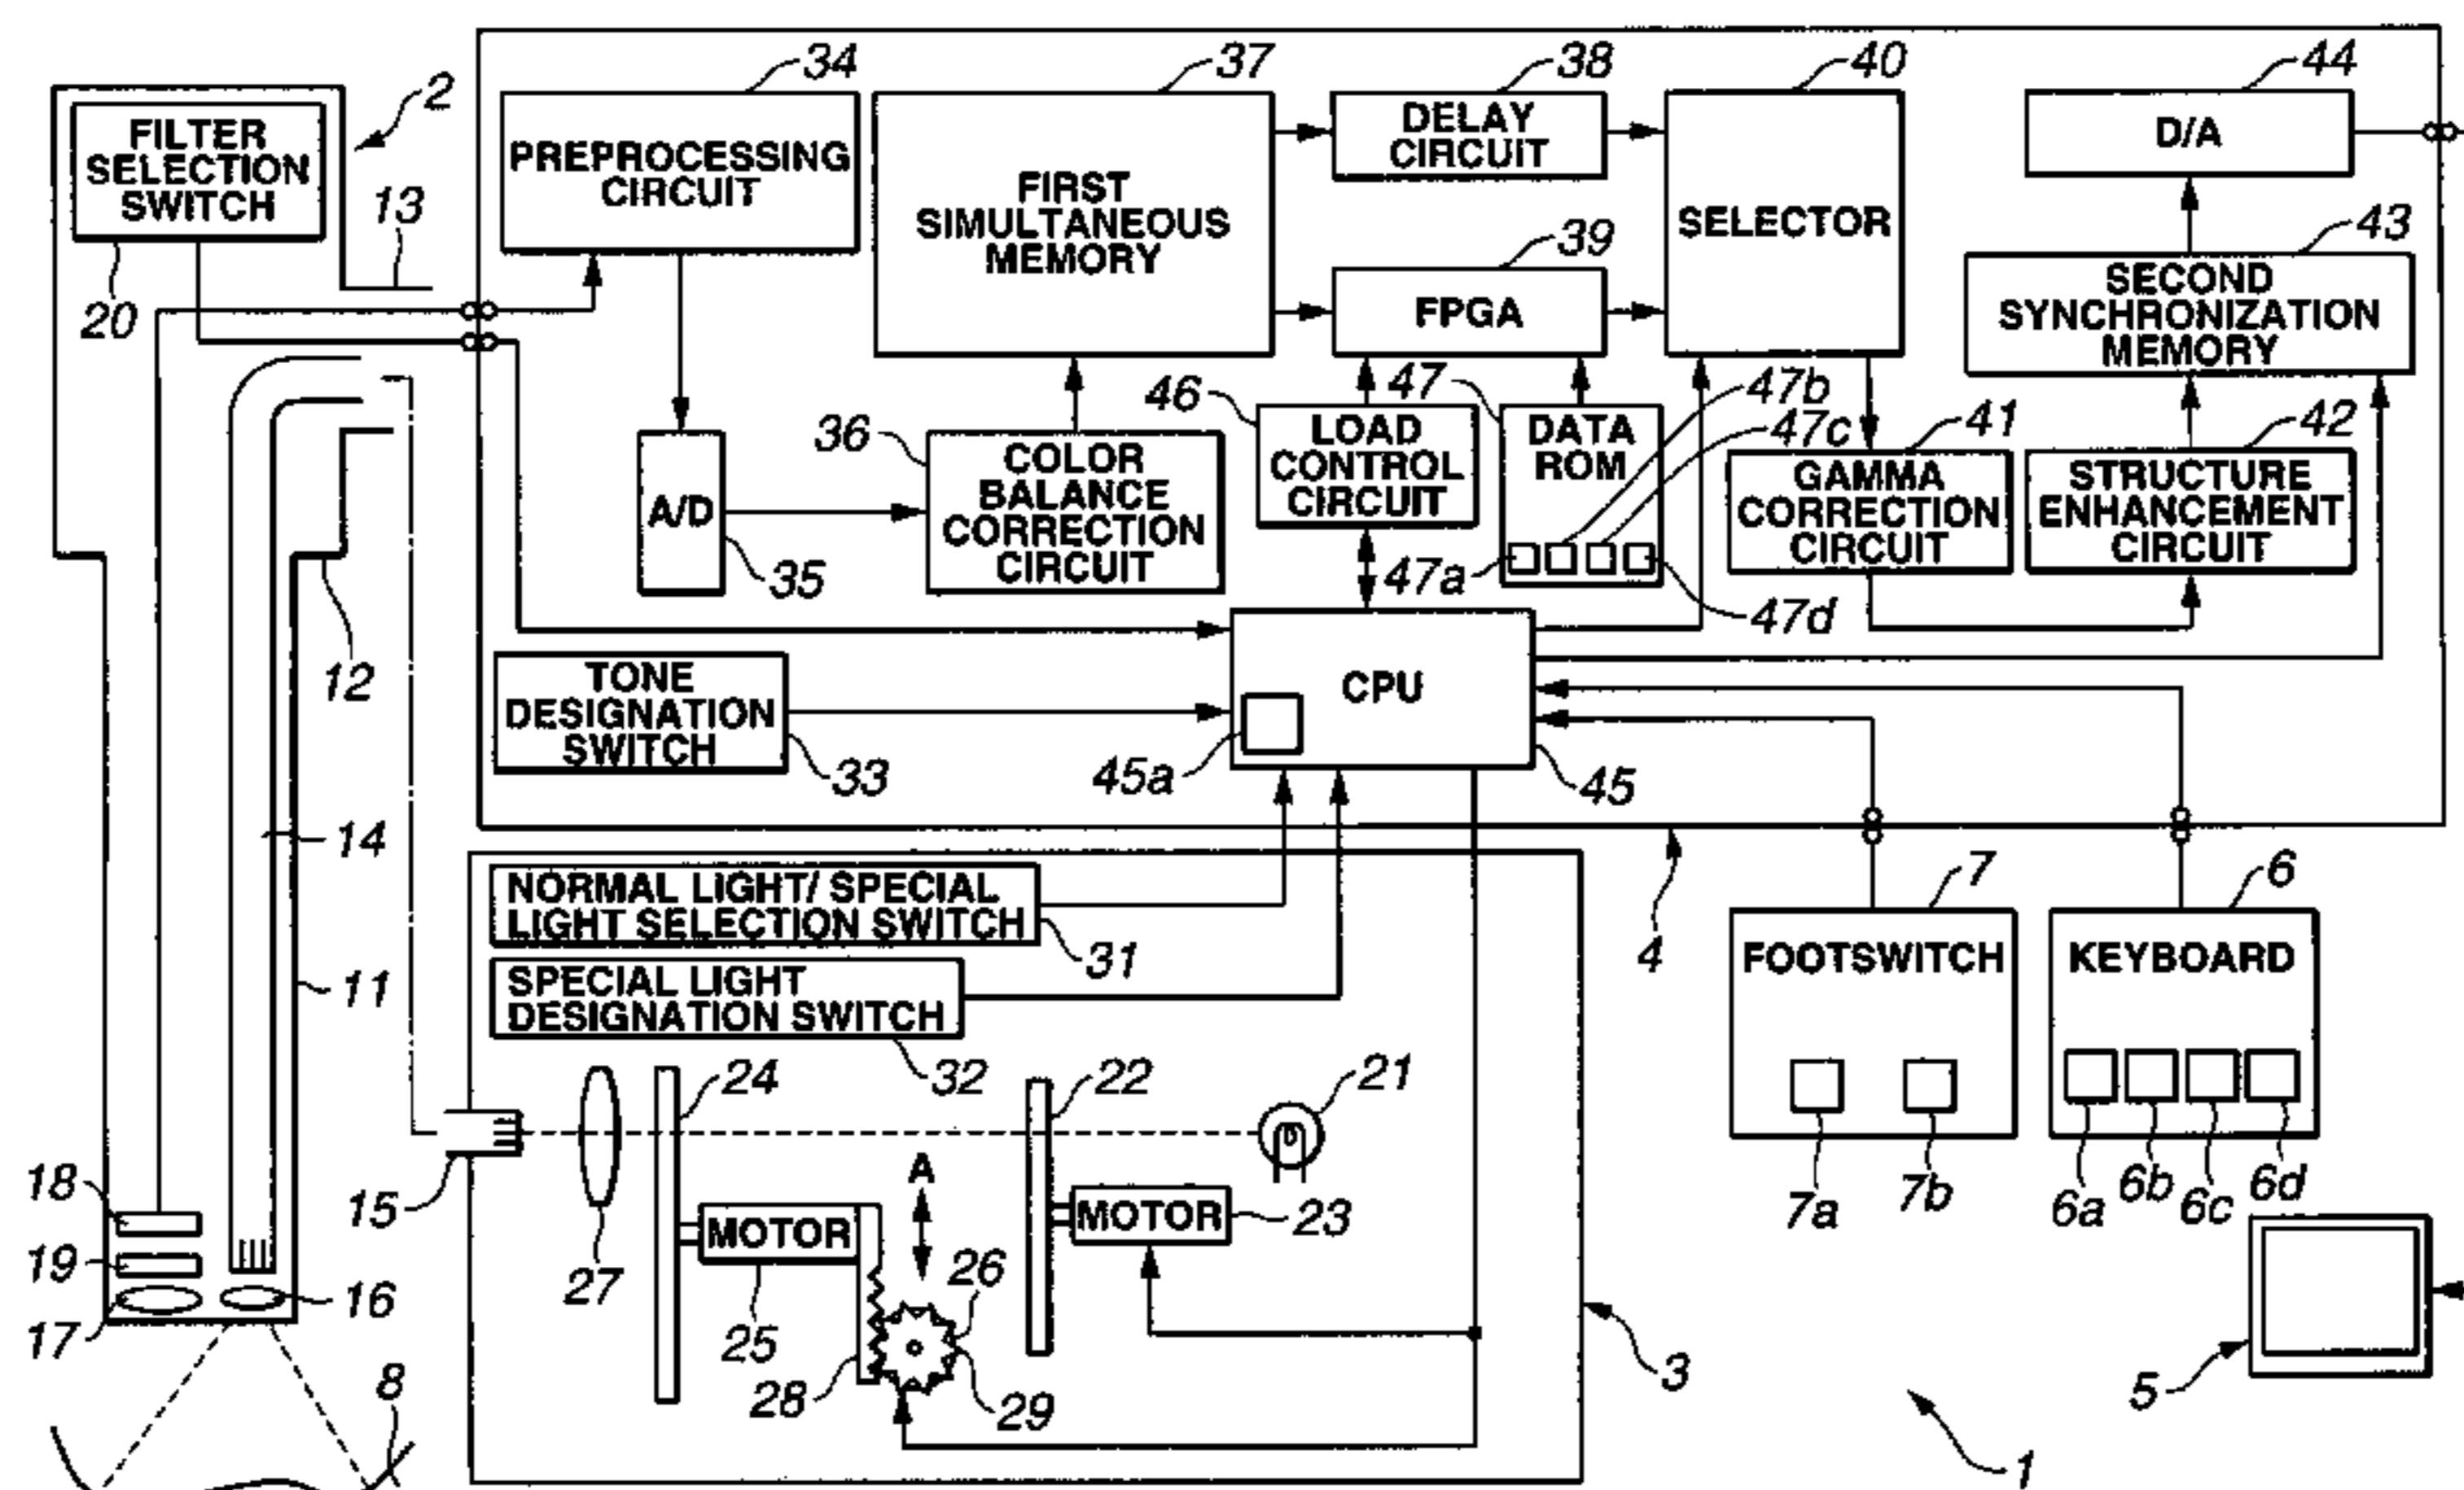 34
37
38
40
44
2
FILTER
SELECTION
SWITCH
PREPROCESSING
CIRCUIT
FIRST
SIMULTANEOUS
MEMORY
DELAY
CIRCUIT
SELECTOR
D/A
13
20
39
FPGA
43
SECOND
SYNCHRONIZATION
MEMORY
46
47
47b
47c
41
42
36
A/D
35
COLOR
BALANCE
CORRECTION
CIRCUIT
LOAD
CONTROL
CIRCUIT
DATA
ROM
47a
47d
GAMMA
CORRECTION
CIRCUIT
STRUCTURE
ENHANCEMENT
CIRCUIT
12
TONE
DESIGNATION
SWITCH
33
CPU
45a
45
14
4
7
6
NORMAL LIGHT/ SPECIAL
LIGHT SELECTION SWITCH
31
FOOTSWITCH
KEYBOARD
11
SPECIAL LIGHT
DESIGNATION SWITCH
32
24
22
21
7a
7b
6a
6b
6c
6d
18
15
A
MOTOR
MOTOR
23
19
27
26
16
17
25
28
29
3
5
8
1